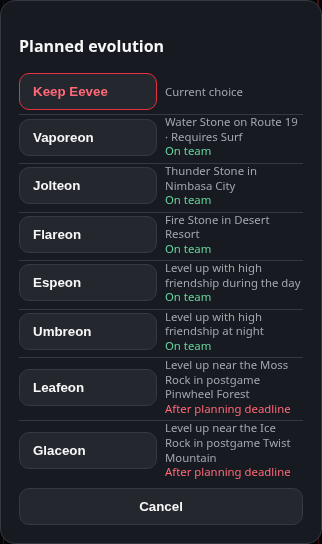 Planned evolution
Keep Eevee
Current choice
Vaporeon
Water Stone on Route 19
· Requires Surf
On team
Jolteon
Thunder Stone in
Nimbasa City
On team
Flareon
Fire Stone in Desert
Resort
On team
Espeon
Level up with high
friendship during the day
On team
Umbreon
Level up with high
friendship at night
On team
Leafeon
Level up near the Moss
Rock in postgame
Pinwheel Forest
After planning deadline
Glaceon
Level up near the Ice
Rock in postgame Twist
Mountain
After planning deadline
Cancel